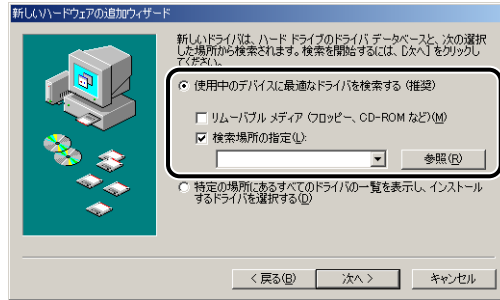 新しいハードウェアの追加ウィザード
新しいドライバは、ハード ドライブのドライバ データベースと、次の選択
した場所から検索されます。検索を開始するには、[次へ] をクリックし
てください。
使用中のデバイスに最適なドライバを検索する (推奨)
リムーバブル メディア (フロッピー、CD-ROM など)(M)
検索場所の指定(L):
参照(R)
特定の場所にあるすべてのドライバの一覧を表示し、インストール
するドライバを選択する(D)
< 戻る(B) 次へ > キャンセル